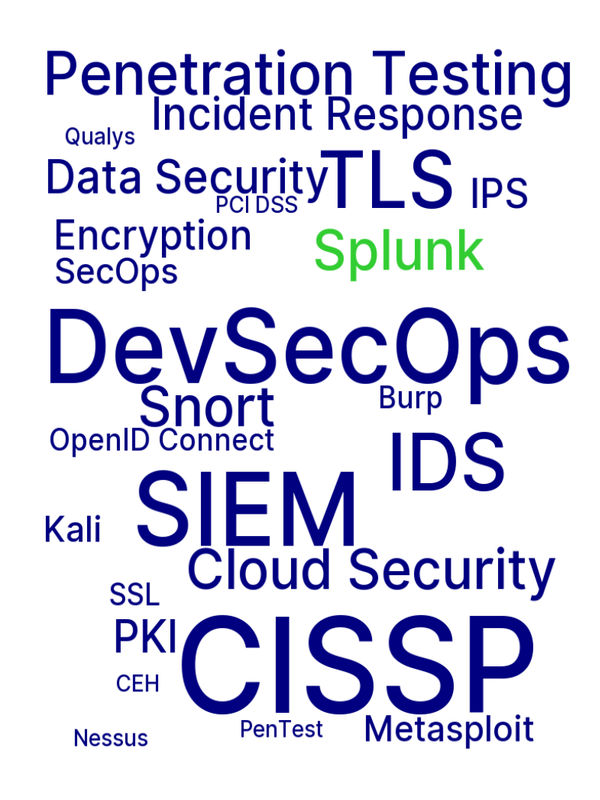 Penetration Testing
Incident Response
Qualys
Data Security
TLS
IPS
PCI DSS
Encryption
Splunk
SecOps
DevSecOps
Snort
Burp
OpenID Connect
IDS
SIEM
Kali
Cloud Security
SSL
PKI
CISSP
CEH
PenTest
Metasploit
Nessus